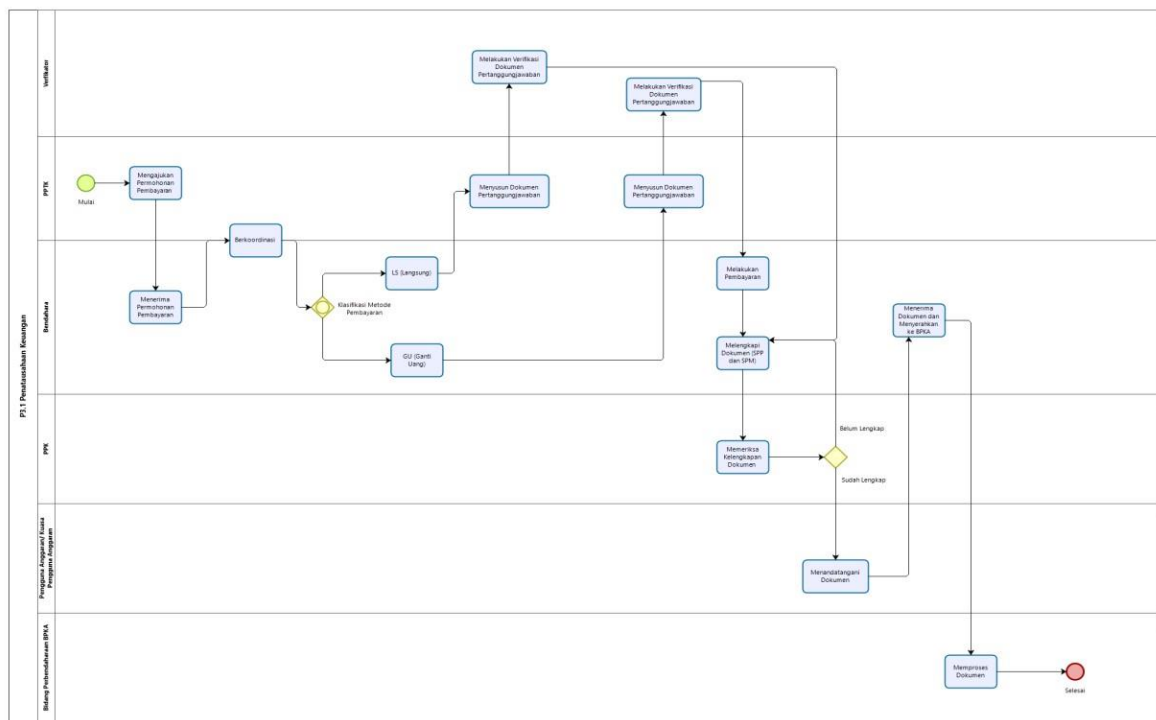 P3.1 Penatausahaan Keuangan
Verifikator
Melakukan Verifikasi
Dokumen
Pertanggungjawaban
Melakukan Verifikasi
Dokumen
Pertanggungjawaban
PPTK
Mulai
Mengajukan
Permohonan
Pembayaran
Menyusun Dokumen
Pertanggungjawaban
Menyusun Dokumen
Pertanggungjawaban
Bendahara
Berkoordinasi
Menerima
Permohonan
Pembayaran
Klasifikasi Metode
Pembayaran
LS (Langsung)
GU (Ganti
Uang)
Melakukan
Pembayaran
Melengkapi
Dokumen (SPP
dan SPM)
Menerima
Dokumen dan
Menyerahkan
ke BPKA
PPK
Memeriksa
Kelengkapan
Dokumen
Belum Lengkap
Sudah Lengkap
Pengguna Anggaran/ Kuasa
Pengguna Anggaran
Menandatangani
Dokumen
Bidang Perbendaharaan BPKA
Memproses
Dokumen
Selesai